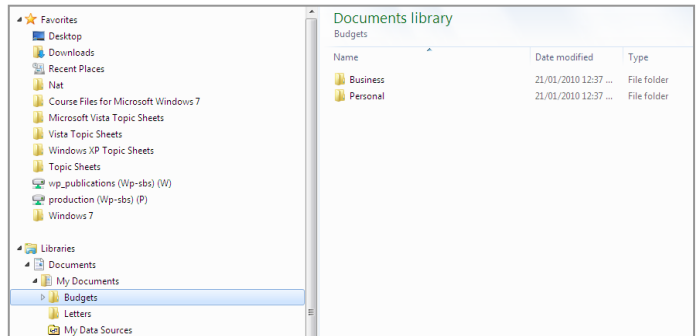 Favorites
Desktop
Downloads
Recent Places
Nat
Course Files for Microsoft Windows 7
Microsoft Vista Topic Sheets
Vista Topic Sheets
Windows XP Topic Sheets
Topic Sheets
wp_publications (Wp-sbs) (W)
production (Wp-sbs) (P)
Windows 7
Libraries
Documents
My Documents
Budgets
Letters
My Data Sources
Documents library
Budgets
Name Date modified Type
Business 21/01/2010 12:37 ... File folder
Personal 21/01/2010 12:37 ... File folder